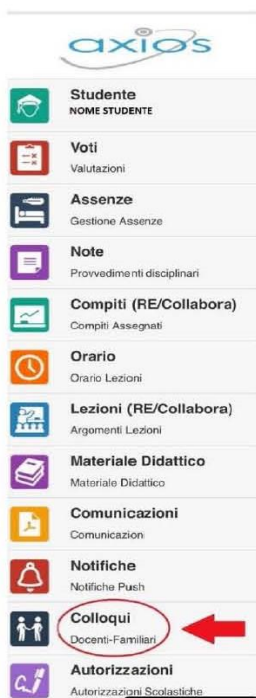 axios
Studente
NOME STUDENTE
Voti
Valutazioni
Assenze
Gestione Assenze
Note
Provvedimenti disciplinari
Compiti (RE/Collabora)
Compiti Assegnati
Orario
Orario Lezioni
Lezioni (RE/Collabora)
Argomenti Lezioni
Materiale Didattico
Materiale Didattico
Comunicazioni
Comunicazion
Notifiche
Notifiche Push
Colloqui
Docenti-Familiari
Autorizzazioni
Autorizzazioni Scolastiche